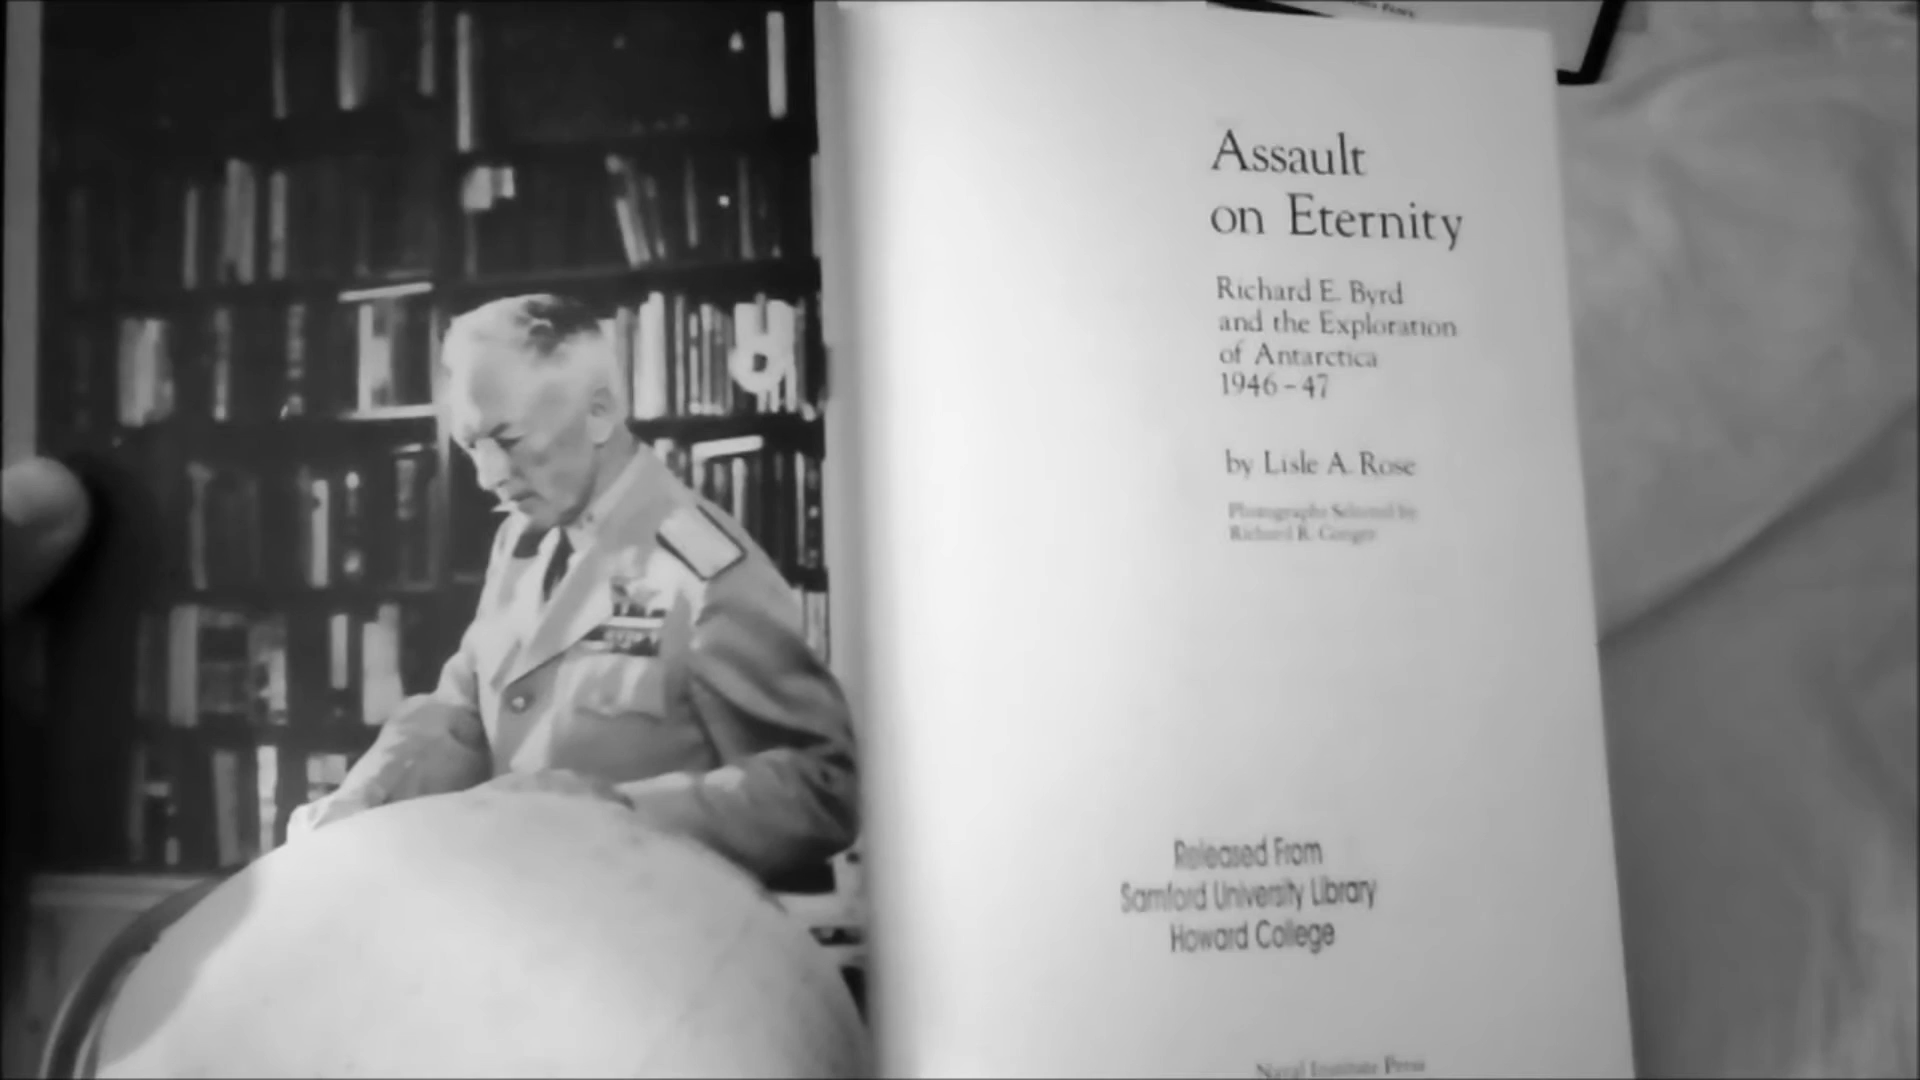 Assault
on Eternity
Richard E. Byrd
and the Exploration
of Antarctica
1946–47
by Lisle A. Rose
Photographs Selected by
Richard R. Conger
Released From
Samford University Library
Howard College
Naval Institute Press